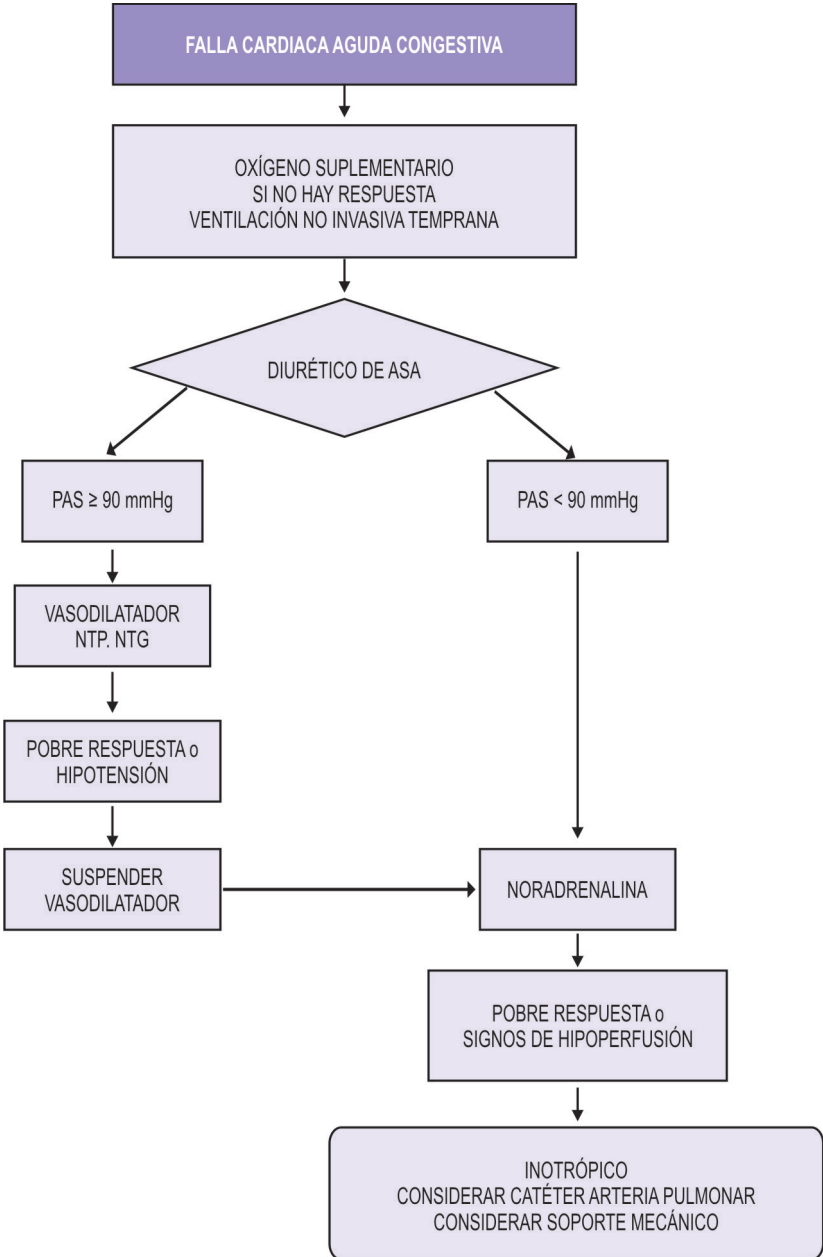 FALLA CARDIACA AGUDA CONGESTIVA
OXÍGENO SUPLEMENTARIO
SI NO HAY RESPUESTA
VENTILACIÓN NO INVASIVA TEMPRANA
DIURÉTICO DE ASA
PAS ≥ 90 mmHg
PAS < 90 mmHg
VASODILATADOR
NTP. NTG
POBRE RESPUESTA o
HIPOTENSIÓN
SUSPENDER
VASODILATADOR
NORADRENALINA
POBRE RESPUESTA o
SIGNOS DE HIPOPERFUSIÓN
INOTRÓPICO
CONSIDERAR CATÉTER ARTERIA PULMONAR
CONSIDERAR SOPORTE MECÁNICO